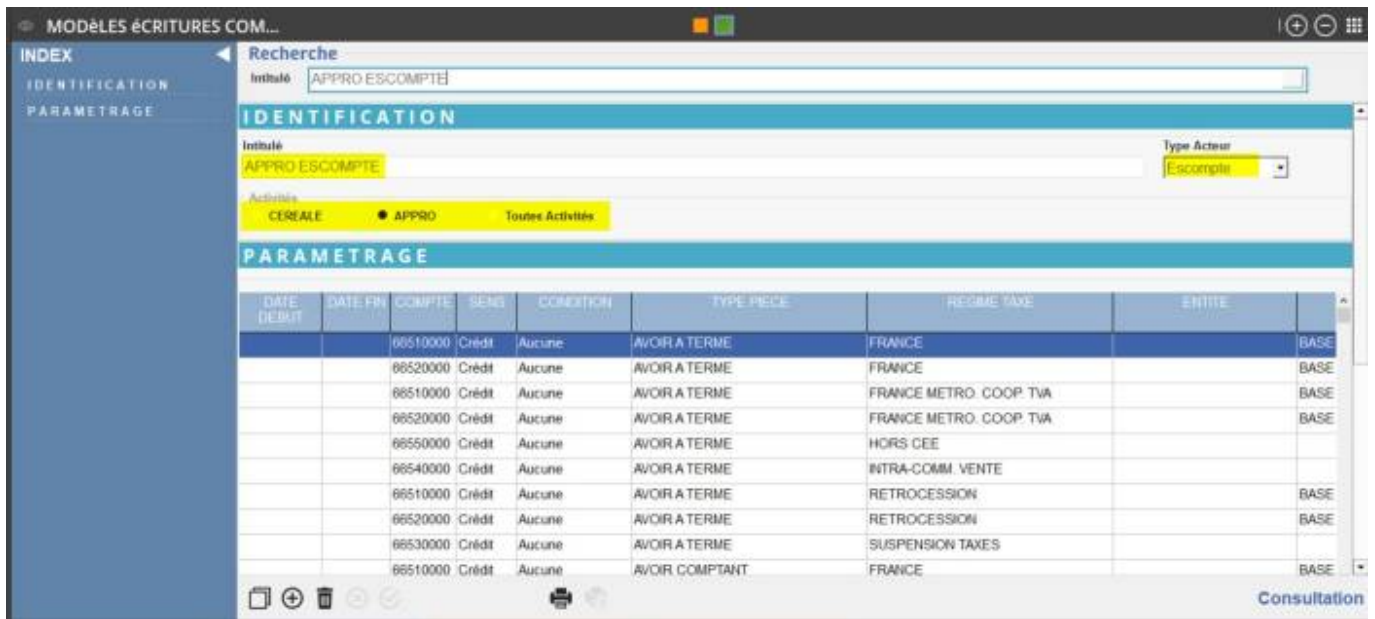 MODèLES éCRITURES COM...
INDEX
IDENTIFICATION
PARAMETRAGE
Recherche
Intitulé APPRO ESCOMPTE
IDENTIFICATION
Intitulé Type Acteur
APPRO ESCOMPTE Escompte
Activités
CEREALE APPRO Toutes Activités
PARAMETRAGE
DATE DEBUT DATE FIN COMPTE SENS CONDITION TYPE PIECE REGIME TAXE ENTITE
66510000 Crédit Aucune AVOIR A TERME FRANCE BASE
66520000 Crédit Aucune AVOIR A TERME FRANCE BASE
66510000 Crédit Aucune AVOIR A TERME FRANCE METRO. COOP. TVA BASE
66520000 Crédit Aucune AVOIR A TERME FRANCE METRO. COOP. TVA BASE
66550000 Crédit Aucune AVOIR A TERME HORS CEE
66540000 Crédit Aucune AVOIR A TERME INTRA-COMM. VENTE
66510000 Crédit Aucune AVOIR A TERME RETROCESSION BASE
66520000 Crédit Aucune AVOIR A TERME RETROCESSION BASE
66530000 Crédit Aucune AVOIR A TERME SUSPENSION TAXES
66510000 Crédit Aucune AVOIR COMPTANT FRANCE BASE
Consultation